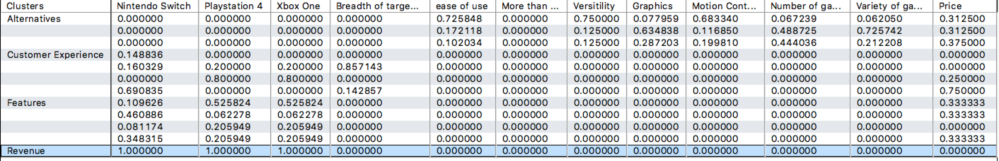 Clusters Nintendo Switch Playstation 4 Xbox One Breadth of targe... ease of use More than ... Versitility Graphics Motion Cont... Number of ga... Variety of ga... Price
Alternatives 0.000000 0.000000 0.000000 0.000000 0.725848 0.000000 0.750000 0.077959 0.683340 0.067239 0.062050 0.312500
0.000000 0.000000 0.000000 0.000000 0.172118 0.000000 0.125000 0.634838 0.116850 0.488725 0.725742 0.312500
0.000000 0.000000 0.000000 0.000000 0.102034 0.000000 0.125000 0.287203 0.199810 0.444036 0.212208 0.375000
Customer Experience 0.148836 0.000000 0.000000 0.000000 0.000000 0.000000 0.000000 0.000000 0.000000 0.000000 0.000000 0.000000
0.160329 0.200000 0.200000 0.857143 0.000000 0.000000 0.000000 0.000000 0.000000 0.000000 0.000000 0.000000
0.000000 0.800000 0.800000 0.000000 0.000000 0.000000 0.000000 0.000000 0.000000 0.000000 0.000000 0.250000
0.690835 0.000000 0.000000 0.142857 0.000000 0.000000 0.000000 0.000000 0.000000 0.000000 0.000000 0.750000
Features 0.109626 0.525824 0.525824 0.000000 0.000000 0.000000 0.000000 0.000000 0.000000 0.000000 0.000000 0.333333
0.460886 0.062278 0.062278 0.000000 0.000000 0.000000 0.000000 0.000000 0.000000 0.000000 0.000000 0.333333
0.081174 0.205949 0.205949 0.000000 0.000000 0.000000 0.000000 0.000000 0.000000 0.000000 0.000000 0.000000
0.348315 0.205949 0.205949 0.000000 0.000000 0.000000 0.000000 0.000000 0.000000 0.000000 0.000000 0.333333
Revenue 1.000000 1.000000 1.000000 0.000000 0.000000 0.000000 0.000000 0.000000 0.000000 0.000000 0.000000 0.000000